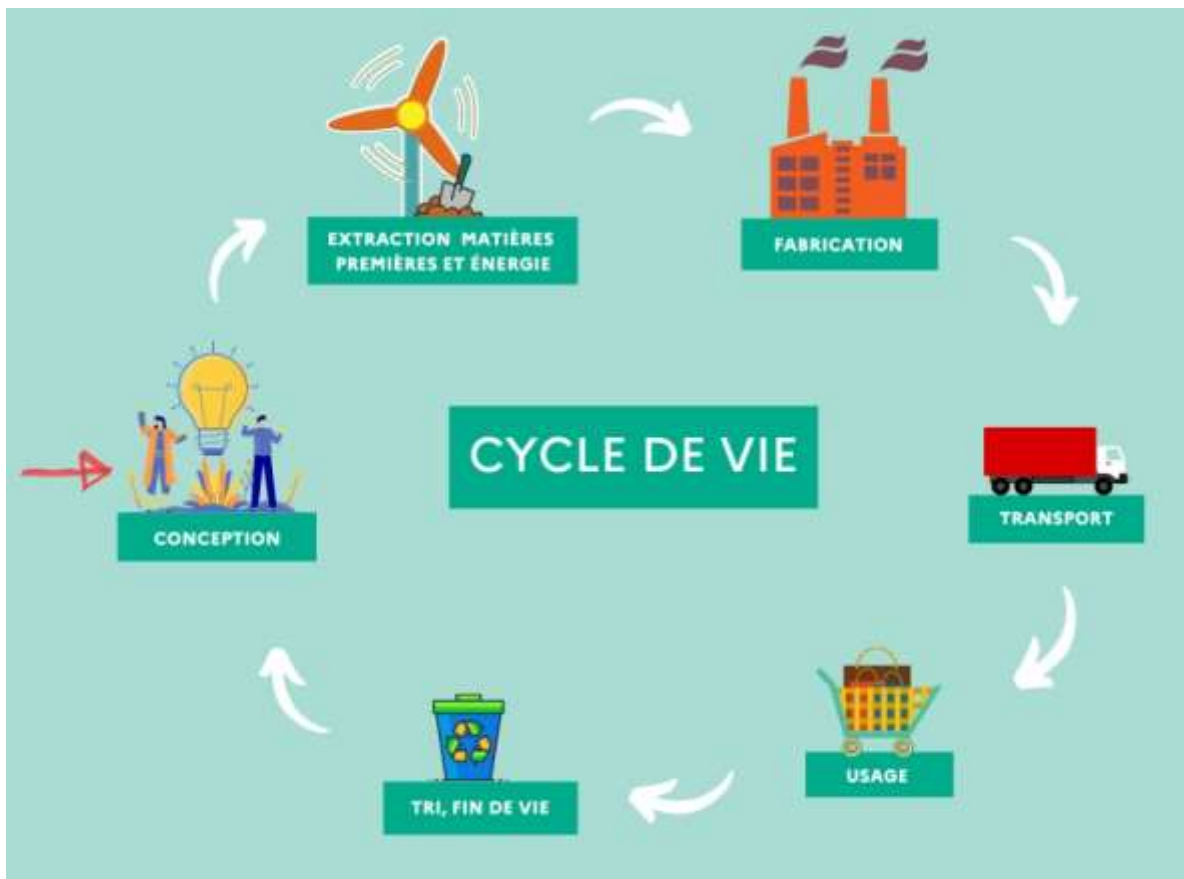 EXTRACTION MATIÈRES
PREMIÈRES ET ÉNERGIE
FABRICATION
CYCLE DE VIE
TRANSPORT
CONCEPTION
USAGE
TRI, FIN DE VIE